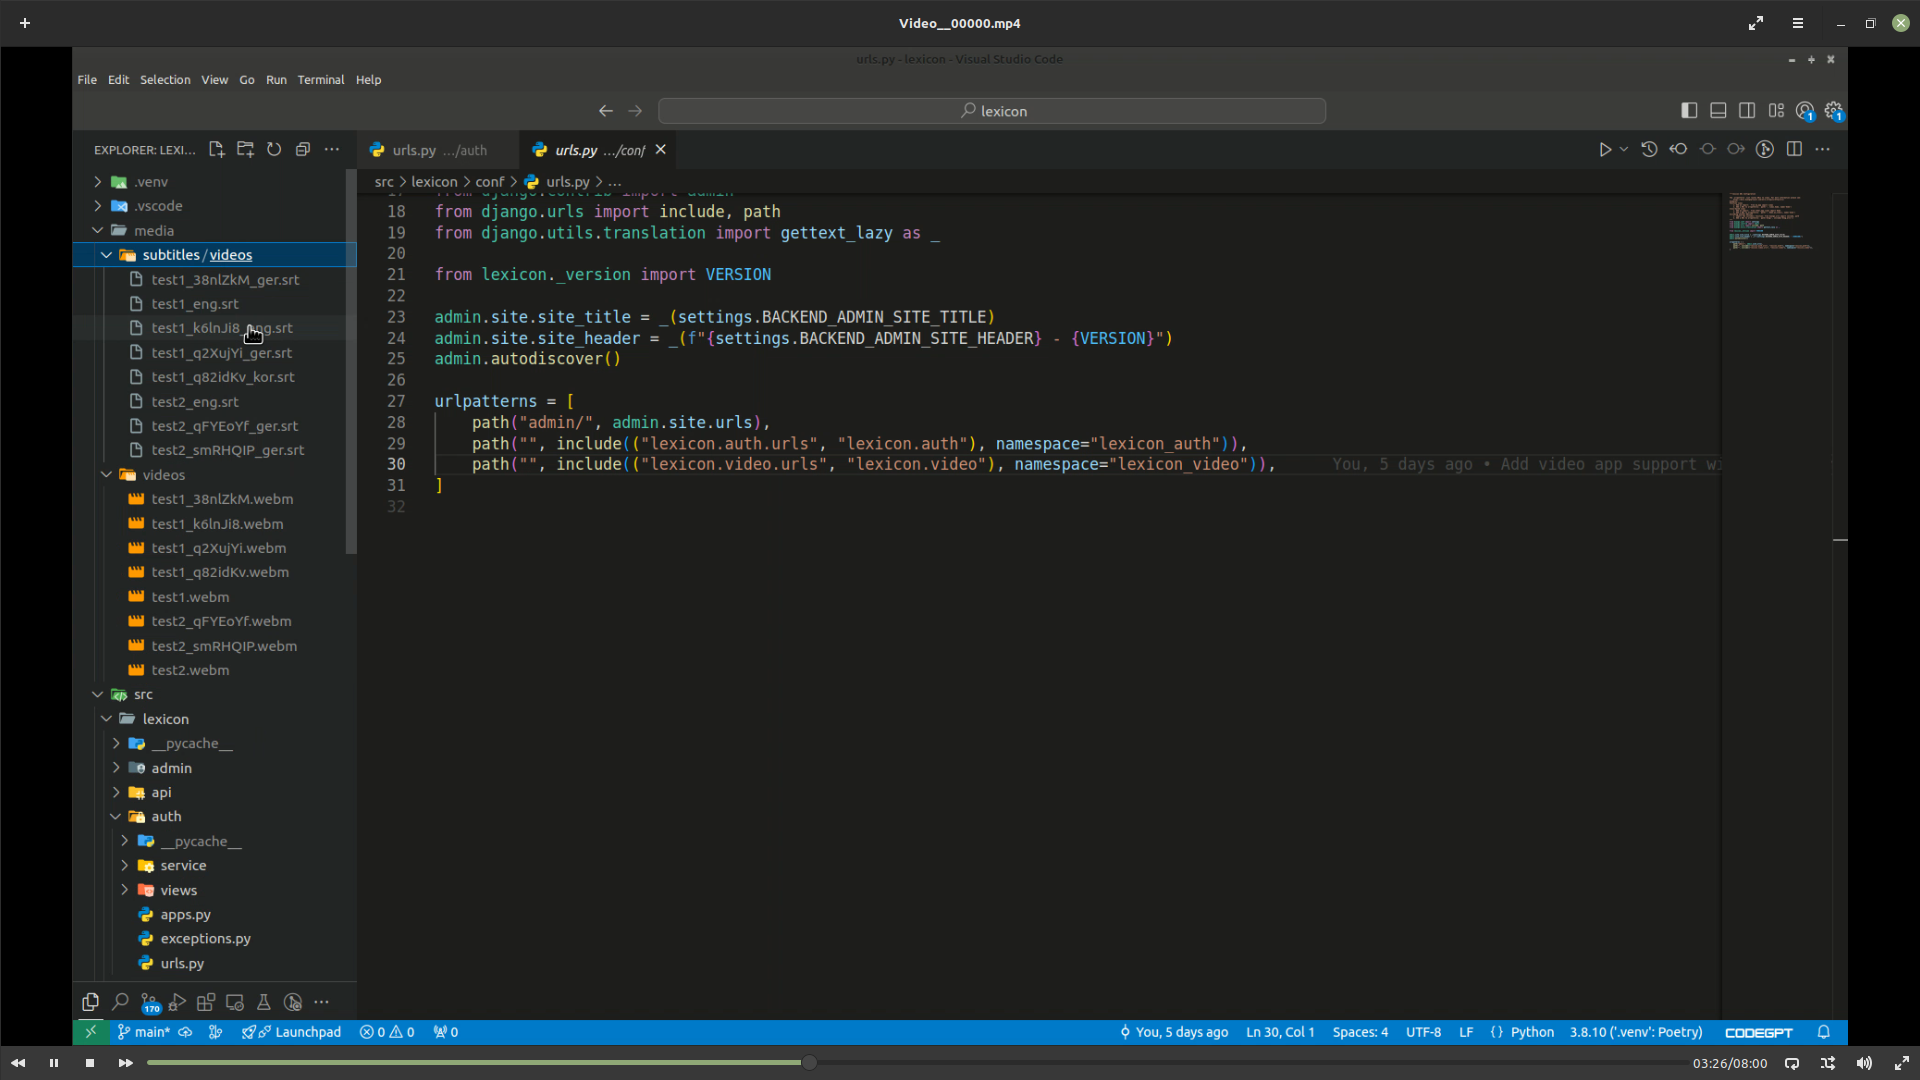 Video__00000.mp4
urls.py - lexicon - Visual Studio Code
File Edit Selection View Go Run Terminal Help
lexicon
1 1
EXPLORER: LEXI...
urls.py .../auth
urls.py .../conf
src > lexicon > conf > urls.py > ...
.venv
.vscode
media
subtitles / videos
test1_38nlZkM_ger.srt
test1_eng.srt
test1_k6lnJi8_eng.srt
test1_q2XujYi_ger.srt
test1_q82idKv_kor.srt
test2_eng.srt
test2_qFYEoYf_ger.srt
test2_smRHQIP_ger.srt
videos
test1_38nlZkM.webm
test1_k6lnJi8.webm
test1_q2XujYi.webm
test1_q82idKv.webm
test1.webm
test2_qFYEoYf.webm
test2_smRHQIP.webm
test2.webm
src
lexicon
__pycache__
admin
api
auth
__pycache__
service
views
apps.py
exceptions.py
urls.py
from django.contrib import admin
18 from django.urls import include, path
19 from django.utils.translation import gettext_lazy as _
20
21 from lexicon._version import VERSION
22
23 admin.site.site_title = _(settings.BACKEND_ADMIN_SITE_TITLE)
24 admin.site.site_header = _(f"{settings.BACKEND_ADMIN_SITE_HEADER} - {VERSION}")
25 admin.autodiscover()
26
27 urlpatterns = [
28 path("admin/", admin.site.urls),
29 path("", include(("lexicon.auth.urls", "lexicon.auth"), namespace="lexicon_auth")),
30 path("", include(("lexicon.video.urls", "lexicon.video"), namespace="lexicon_video")), You, 5 days ago • Add video app support wi
31 ]
32
170
main* Launchpad 0 0 0 You, 5 days ago Ln 30, Col 1 Spaces: 4 UTF-8 LF {} Python 3.8.10 ('.venv': Poetry) CODEGPT
03:26/08:00